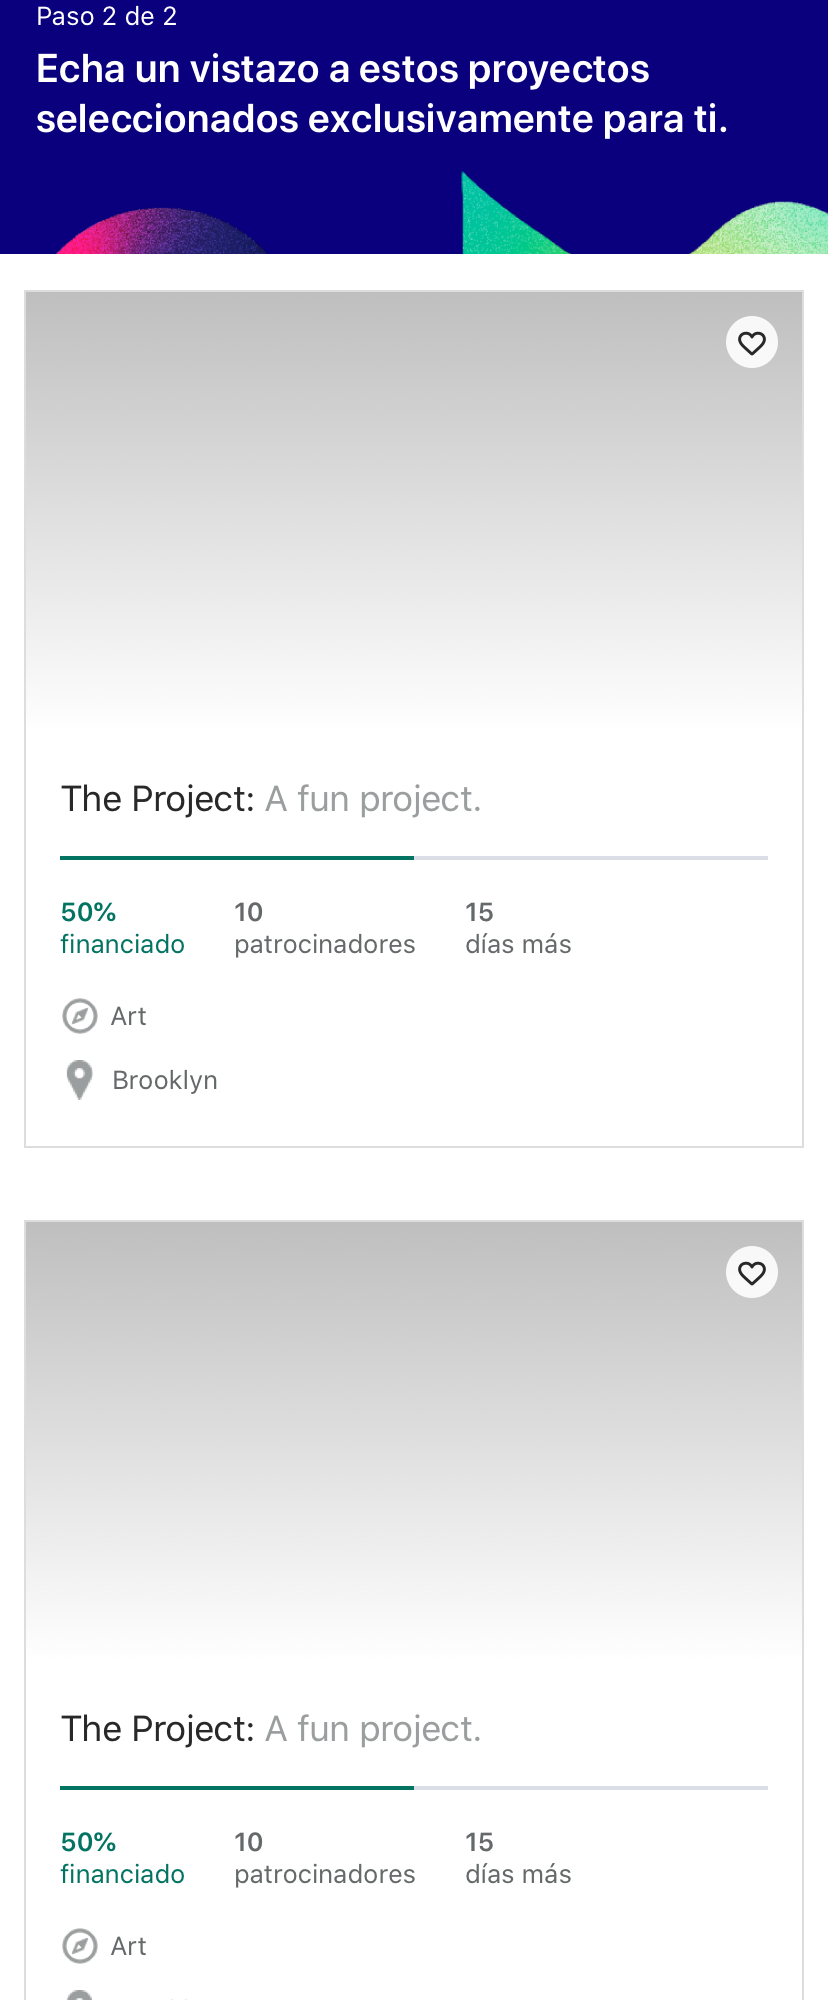 Paso 2 de 2
Echa un vistazo a estos proyectos
seleccionados exclusivamente para ti.
The Project: A fun project.
50% 10 15
financiado patrocinadores días más
Art
Brooklyn
The Project: A fun project.
50% 10 15
financiado patrocinadores días más
Art